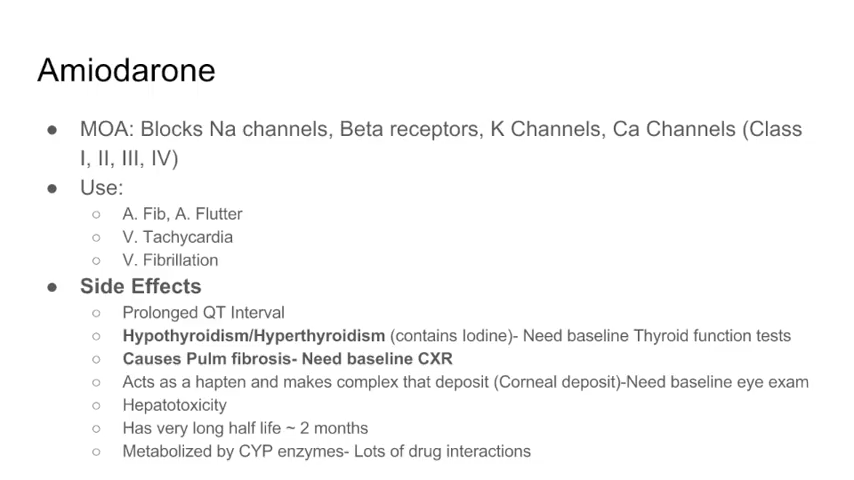 Amiodarone
● MOA: Blocks Na channels, Beta receptors, K Channels, Ca Channels (Class
I, II, III, IV)
● Use:
○ A. Fib, A. Flutter
○ V. Tachycardia
○ V. Fibrillation
● Side Effects
○ Prolonged QT Interval
○ Hypothyroidism/Hyperthyroidism (contains Iodine)- Need baseline Thyroid function tests
○ Causes Pulm fibrosis- Need baseline CXR
○ Acts as a hapten and makes complex that deposit (Corneal deposit)-Need baseline eye exam
○ Hepatotoxicity
○ Has very long half life ~ 2 months
○ Metabolized by CYP enzymes- Lots of drug interactions